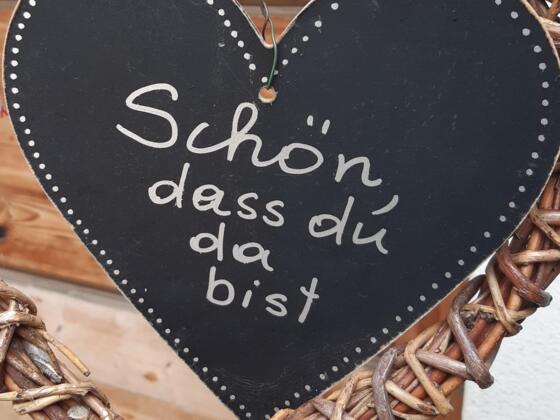 Schön,
dass du
da
bist